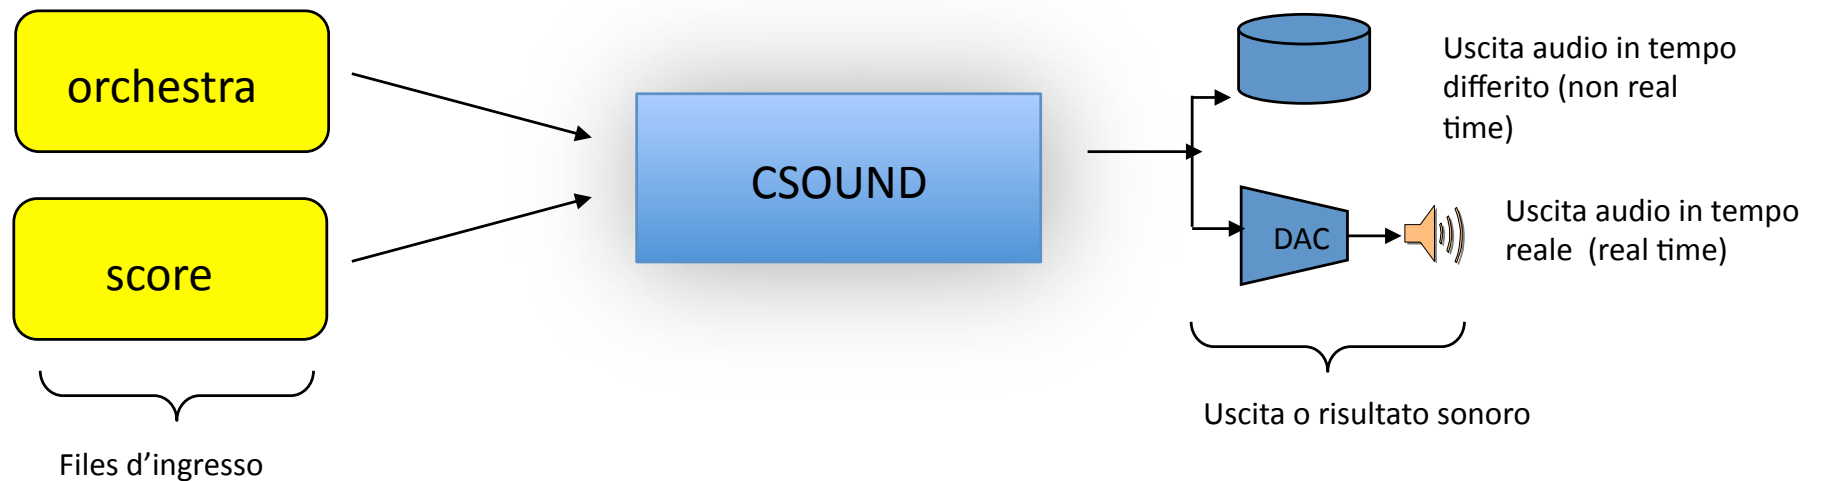 orchestra
score
Files d’ingresso
CSOUND
Uscita audio in tempo
differito (non real
time)
DAC
Uscita audio in tempo
reale  (real time)
Uscita o risultato sonoro